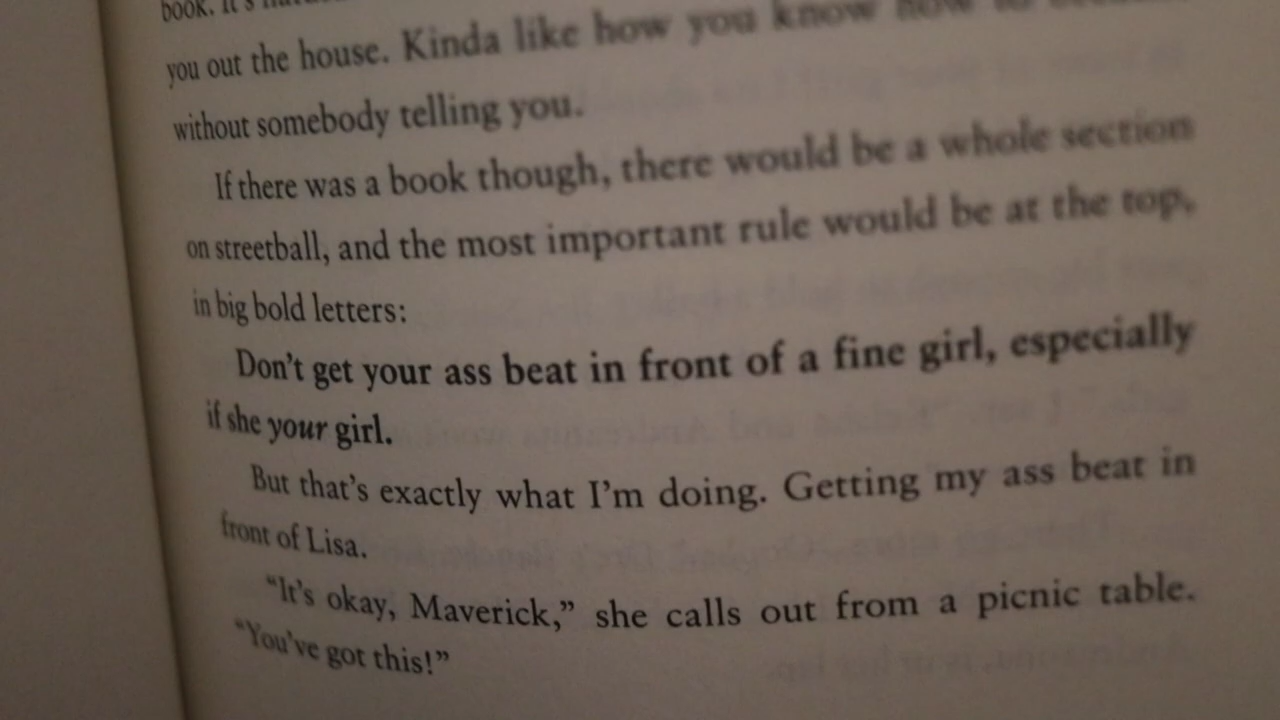 book. It's
you out the house. Kinda like how you know how to
without somebody telling you.
If there was a book though, there would be a whole section
on streetball, and the most important rule would be at the top,
in big bold letters:
Don't get your ass beat in front of a fine girl, especially
if she your girl.
But that's exactly what I'm doing. Getting my ass beat in
front of Lisa.
“It's okay, Maverick,” she calls out from a picnic table.
“You've got this!”